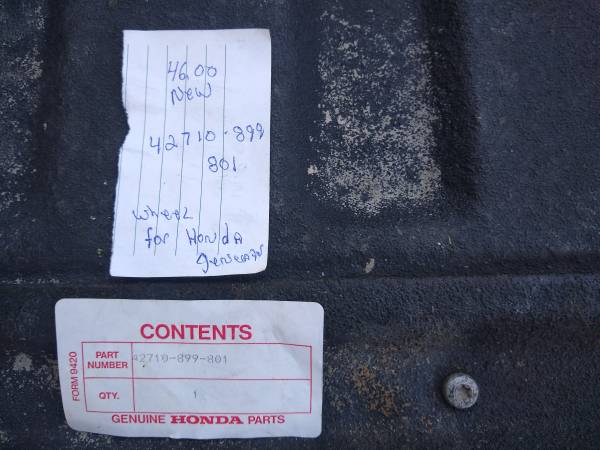 46.00
New
42710-899
801
wheel
for Honda
Generator
CONTENTS
PART NUMBER 42710-899-801
QTY. 1
FORM 9420
GENUINE HONDA PARTS